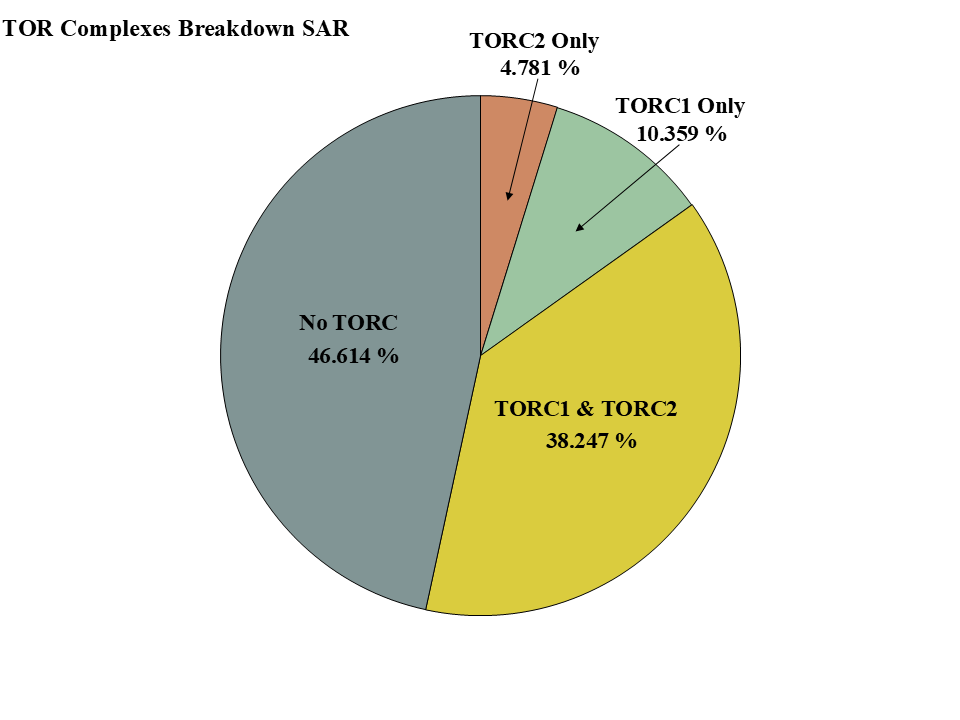 TOR Complexes Breakdown SAR
TORC2 Only
4.781 %
TORC1 Only
10.359 %
No TORC
46.614 %
TORC1 & TORC2
38.247 %